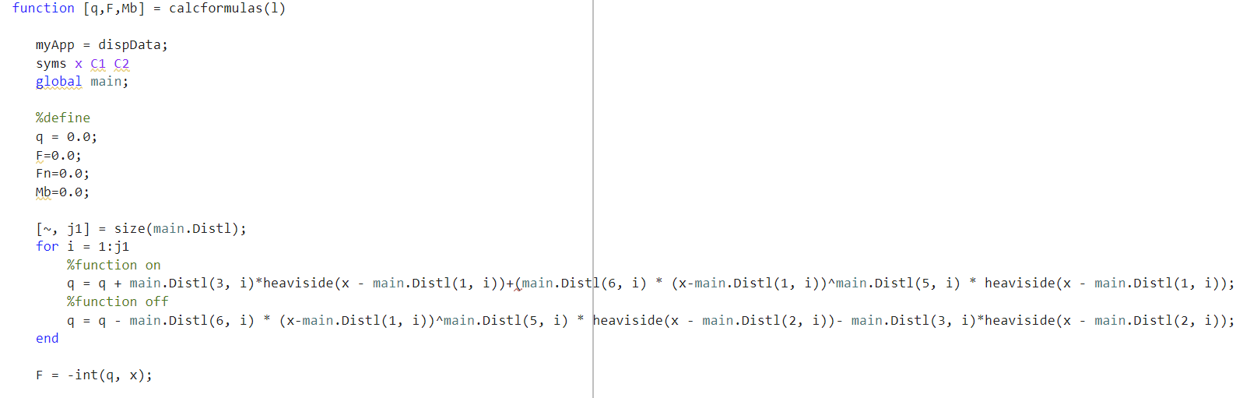 function [q,F,Mb] = calcformulas(l)
myApp = dispData;
syms x C1 C2
global main;
%define
q = 0.0;
F=0.0;
Fn=0.0;
Mb=0.0;
[~, j1] = size(main.Distl);
for i = 1:j1
%function on
q = q + main.Distl(3, i)*heaviside(x - main.Distl(1, i))+(main.Distl(6, i) * (x-main.Distl(1, i))^main.Distl(5, i) * heaviside(x - main.Distl(1, i));
%function off
q = q - main.Distl(6, i) * (x-main.Distl(1, i))^main.Distl(5, i) * heaviside(x - main.Distl(2, i))- main.Distl(3, i)*heaviside(x - main.Distl(2, i));
end
F = -int(q, x);